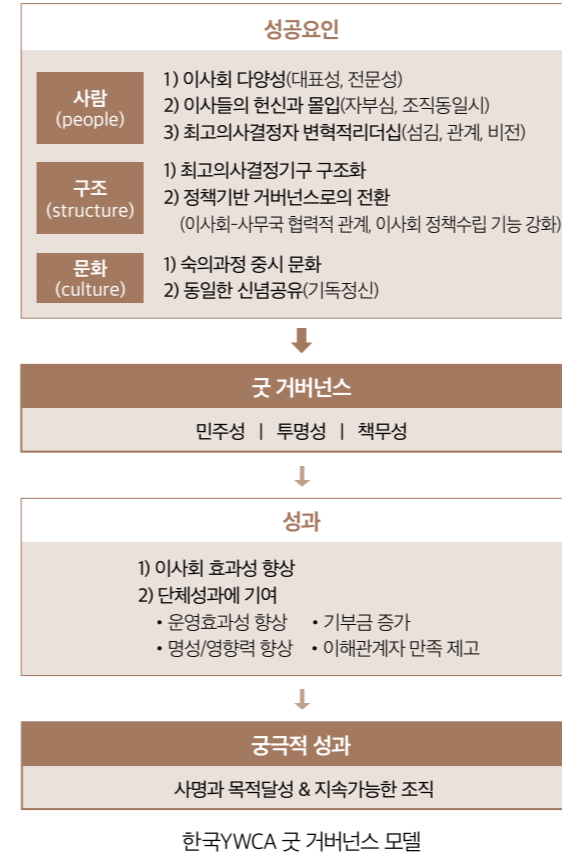 성공요인
사람
(people)
1) 이사회 다양성(대표성, 전문성)
2) 이사들의 헌신과 몰입(자부심, 조직동일시)
3) 최고의사결정자 변혁적리더십(섬김, 관계, 비전)
구조
(structure)
1) 최고의사결정기구 구조화
2) 정책기반 거버넌스로의 전환
(이사회-사무국 협력적 관계, 이사회 정책수립 기능 강화)
문화
(culture)
1) 숙의과정 중시 문화
2) 동일한 신념공유(기독정신)
굿 거버넌스
민주성 | 투명성 | 책무성
성과
1) 이사회 효과성 향상
2) 단체성과에 기여
• 운영효과성 향상 • 기부금 증가
• 명성/영향력 향상 • 이해관계자 만족 제고
궁극적 성과
사명과 목적달성 & 지속가능한 조직
한국YWCA 굿 거버넌스 모델